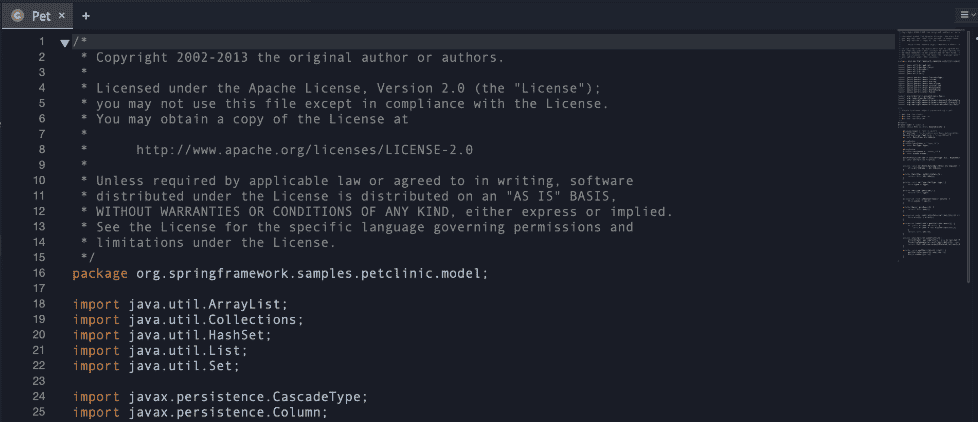 Pet × +
1 /*
2 * Copyright 2002-2013 the original author or authors.
3 *
4 * Licensed under the Apache License, Version 2.0 (the "License");
5 * you may not use this file except in compliance with the License.
6 * You may obtain a copy of the License at
7 *
8 *      http://www.apache.org/licenses/LICENSE-2.0
9 *
10 * Unless required by applicable law or agreed to in writing, software
11 * distributed under the License is distributed on an "AS IS" BASIS,
12 * WITHOUT WARRANTIES OR CONDITIONS OF ANY KIND, either express or implied.
13 * See the License for the specific language governing permissions and
14 * limitations under the License.
15 */
16 package org.springframework.samples.petclinic.model;
17
18 import java.util.ArrayList;
19 import java.util.Collections;
20 import java.util.HashSet;
21 import java.util.List;
22 import java.util.Set;
23
24 import javax.persistence.CascadeType;
25 import javax.persistence.Column;